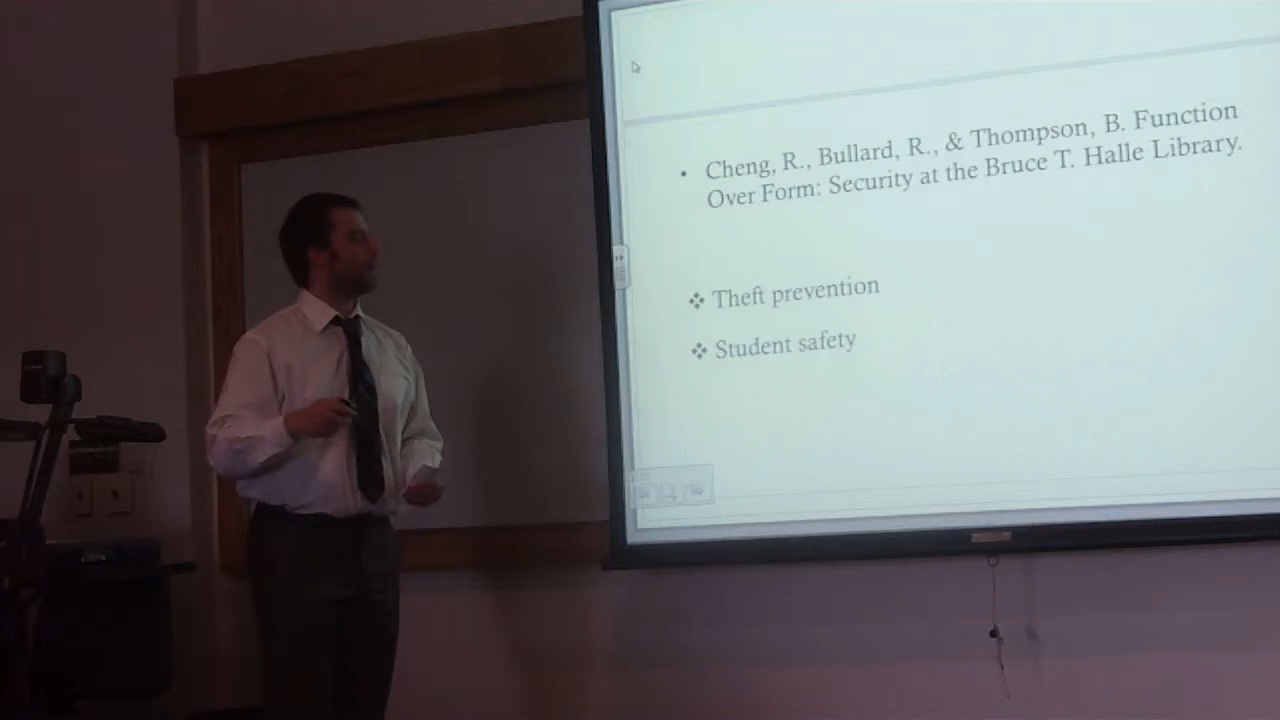 • Cheng, R., Bullard, R., & Thompson, B. Function
Over Form: Security at the Bruce T. Halle Library.
❖ Theft prevention
❖ Student safety